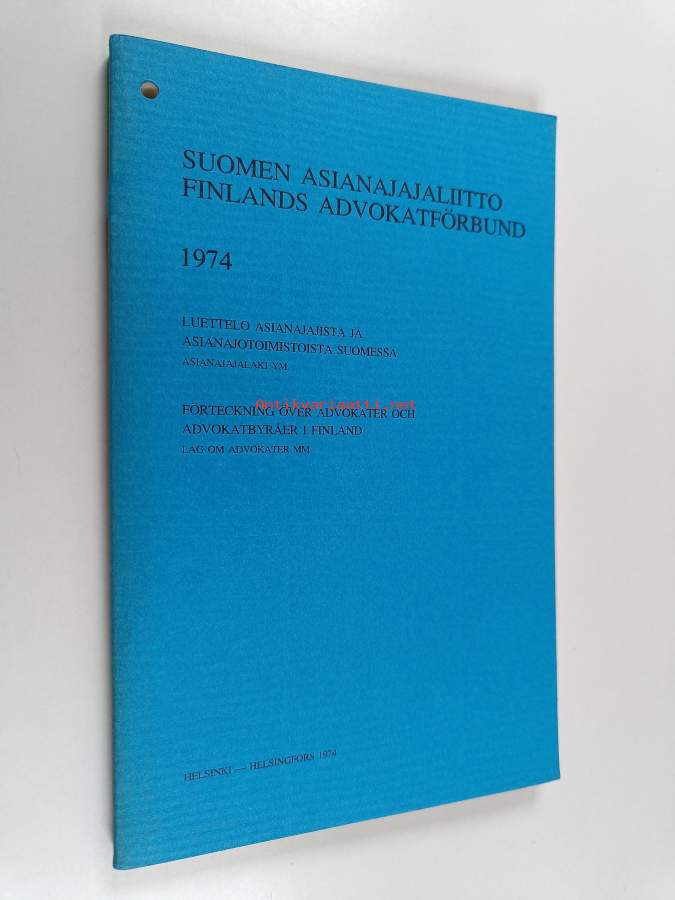 SUOMEN ASIANAJAJALIITTO
FINLANDS ADVOKATFÖRBUND
1974
LUETTELO ASIANAJAJISTA JA
ASIANAJOTOIMISTOISTA SUOMESSA
ASIANAJAJALAKI YM
Antikvariaatti.net
FÖRTECKNING ÖVER ADVOKATER OCH
ADVOKATBYRÅER I FINLAND
LAG OM ADVOKATER MM
HELSINKI — HELSINGFORS 1974